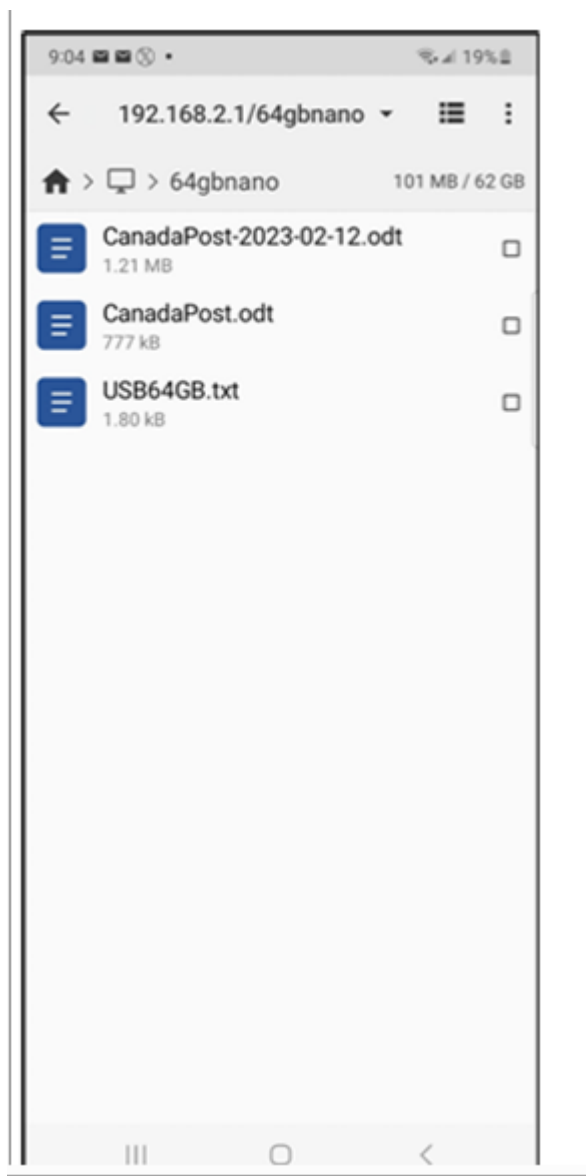 9:04 19%
192.168.2.1/64gbnano
> > 64gbnano 101 MB / 62 GB
CanadaPost-2023-02-12.odt
1.21 MB
CanadaPost.odt
777 kB
USB64GB.txt
1.80 kB